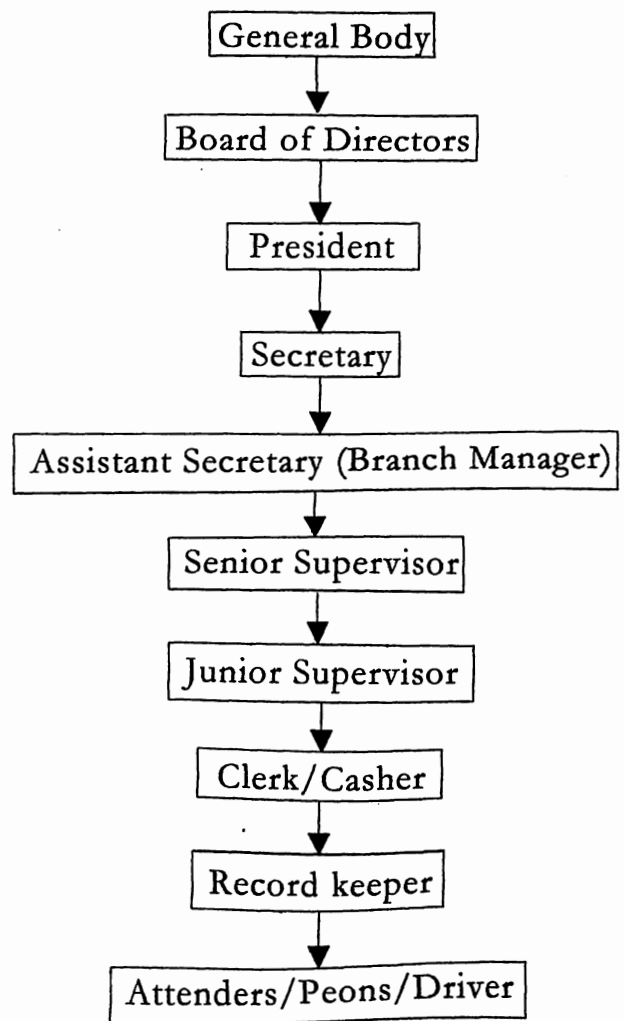 General Body
Board of Directors
President
Secretary
Assistant Secretary (Branch Manager)
Senior Supervisor
Junior Supervisor
Clerk/Casher
Record keeper
Attenders/Peons/Driver